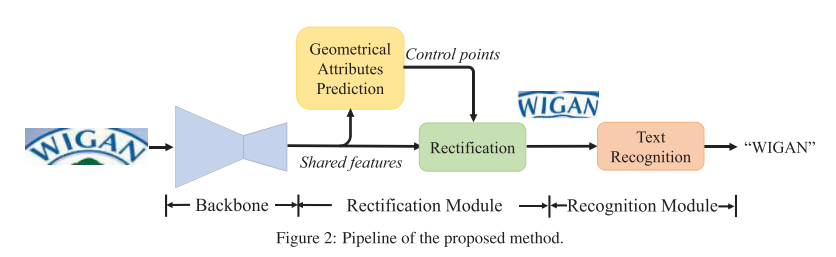 Geometrical
Attributes
Prediction
Control points
WIGAN
WIGAN
Shared features
Rectification
Text
Recognition
“WIGAN”
Backbone
Rectification Module
Recognition Module
Figure 2: Pipeline of the proposed method.